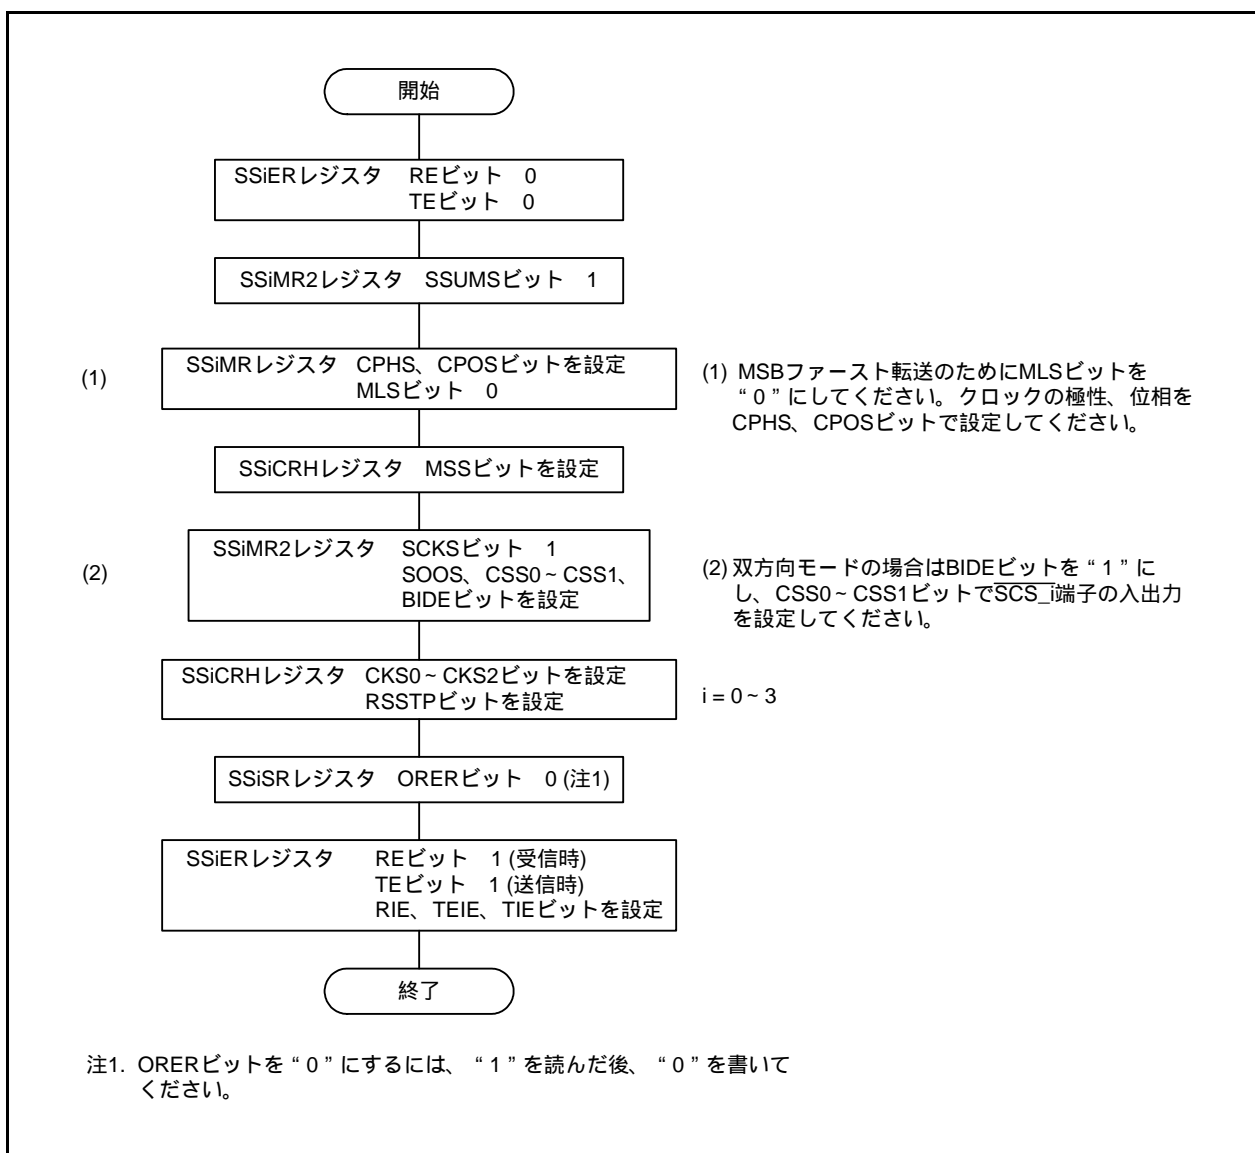 開始
SSiERレジスタ REビット 0
TEビット 0
SSiMR2レジスタ SSUMSビット 1
(1)
SSiMRレジスタ CPHS、CPOSビットを設定
MLSビット 0
(1) MSBファースト転送のためにMLSビットを
“0”にしてください。クロックの極性、位相を
CPHS、CPOSビットで設定してください。
SSiCRHレジスタ MSSビットを設定
(2)
SSiMR2レジスタ SCKSビット 1
SOOS、CSS0~CSS1、
BIDEビットを設定
(2) 双方向モードの場合はBIDEビットを“1”に
し、CSS0~CSS1ビットでSCS_i端子の入出力
を設定してください。
SSiCRHレジスタ CKS0~CKS2ビットを設定
RSSTPビットを設定
i = 0~3
SSiSRレジスタ ORERビット 0 (注1)
SSiERレジスタ REビット 1 (受信時)
TEビット 1 (送信時)
RIE、TEIE、TIEビットを設定
終了
注1. ORERビットを“0”にするには、“1”を読んだ後、“0”を書いて
ください。